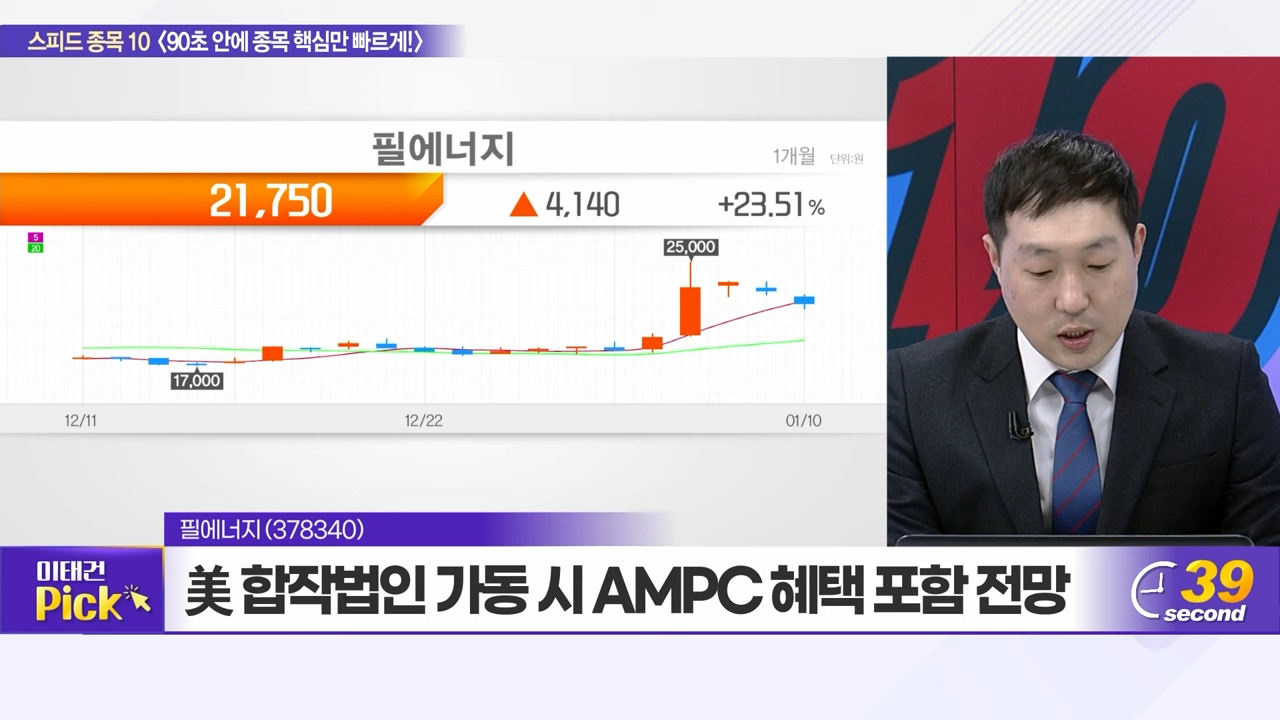 스피드 종목 10 〈90초 안에 종목 핵심만 빠르게!〉
필에너지
1개월 단위:원
21,750 ▲ 4,140 +23.51%
5
20
25,000
17,000
12/11 12/22 01/10
10
필에너지(378340)
이태건
Pick
美 합작법인 가동 시 AMPC 혜택 포함 전망
39
second